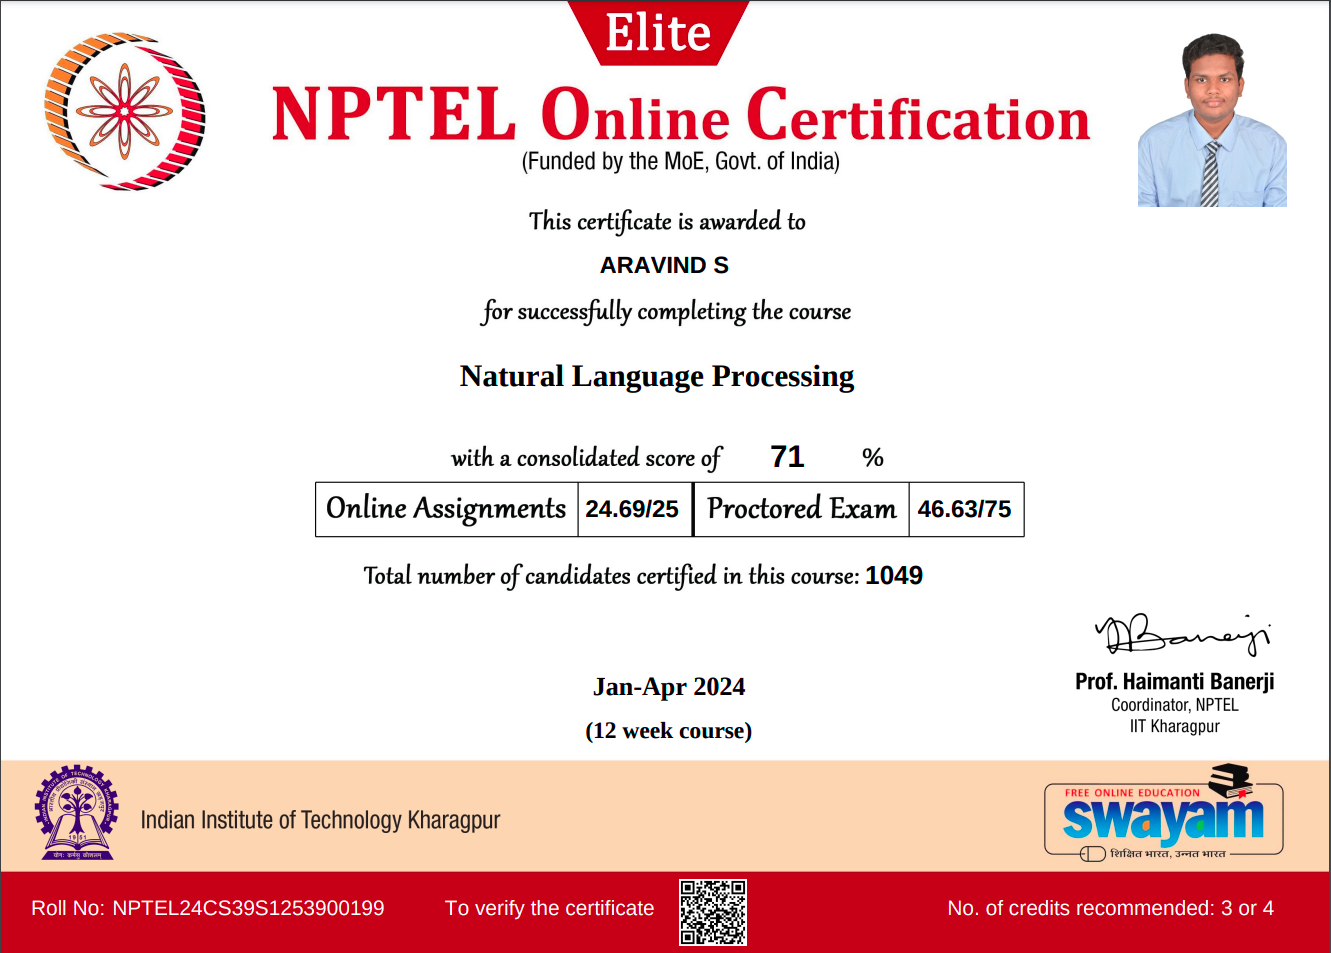 Elite
NPTEL Online Certification
(Funded by the MoE, Govt. of India)
This certificate is awarded to
ARAVIND S
for successfully completing the course
Natural Language Processing
with a consolidated score of 71 %
Online Assignments 24.69/25 Proctored Exam 46.63/75
Total number of candidates certified in this course: 1049
Prof. Haimanti Banerji
Coordinator, NPTEL
IIT Kharagpur
Jan-Apr 2024
(12 week course)
1951
योगः कर्मसु कौशलम्
Indian Institute of Technology Kharagpur
FREE ONLINE EDUCATION
swayam
शिक्षित भारत, उन्नत भारत
Roll No: NPTEL24CS39S1253900199
To verify the certificate
No. of credits recommended: 3 or 4